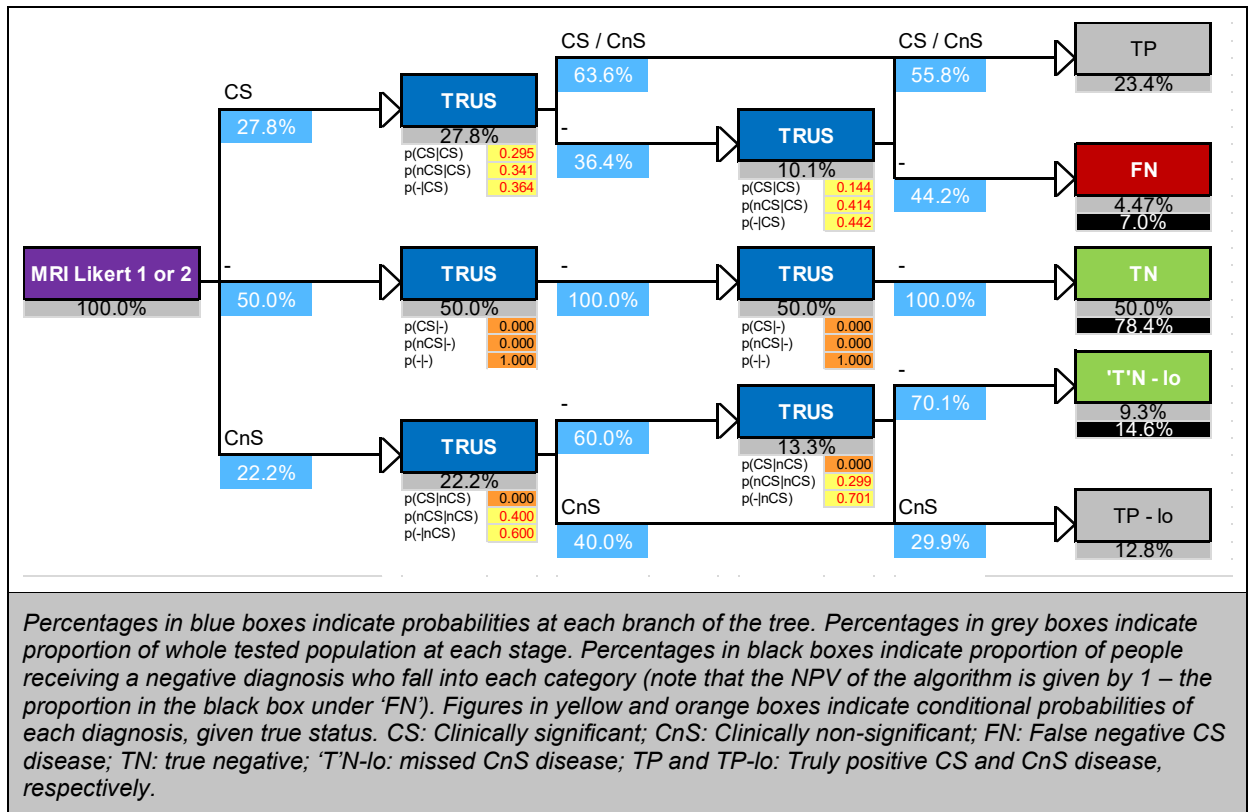 CS / CnS
CS / CnS
TP
63.6%
55.8%
23.4%
CS
TRUS
27.8%
27.8%
-
TRUS
-
FN
p(CS|CS) 0.295
36.4%
10.1%
44.2%
4.47%
p(nCS|CS) 0.341
p(CS|CS) 0.144
7.0%
p(-|CS) 0.364
p(nCS|CS) 0.414
p(-|CS) 0.442
MRI Likert 1 or 2
-
TRUS
-
TRUS
-
TN
100.0%
50.0%
50.0%
100.0%
50.0%
100.0%
50.0%
78.4%
p(CS|-) 0.000
p(CS|-) 0.000
p(nCS|-) 0.000
p(nCS|-) 0.000
p(-|-) 1.000
p(-|-) 1.000
-
'T'N - lo
-
TRUS
70.1%
9.3%
14.6%
CnS
TRUS
60.0%
13.3%
22.2%
22.2%
p(CS|nCS) 0.000
p(CS|nCS) 0.000
p(nCS|nCS) 0.299
p(nCS|nCS) 0.400
p(-|nCS) 0.701
p(-|nCS) 0.600
CnS
CnS
TP - lo
40.0%
29.9%
12.8%
Percentages in blue boxes indicate probabilities at each branch of the tree. Percentages in grey boxes indicate
proportion of whole tested population at each stage. Percentages in black boxes indicate proportion of people
receiving a negative diagnosis who fall into each category (note that the NPV of the algorithm is given by 1 – the
proportion in the black box under ‘FN’). Figures in yellow and orange boxes indicate conditional probabilities of
each diagnosis, given true status. CS: Clinically significant; CnS: Clinically non-significant; FN: False negative CS
disease; TN: true negative; ‘T’N-lo: missed CnS disease; TP and TP-lo: Truly positive CS and CnS disease,
respectively.